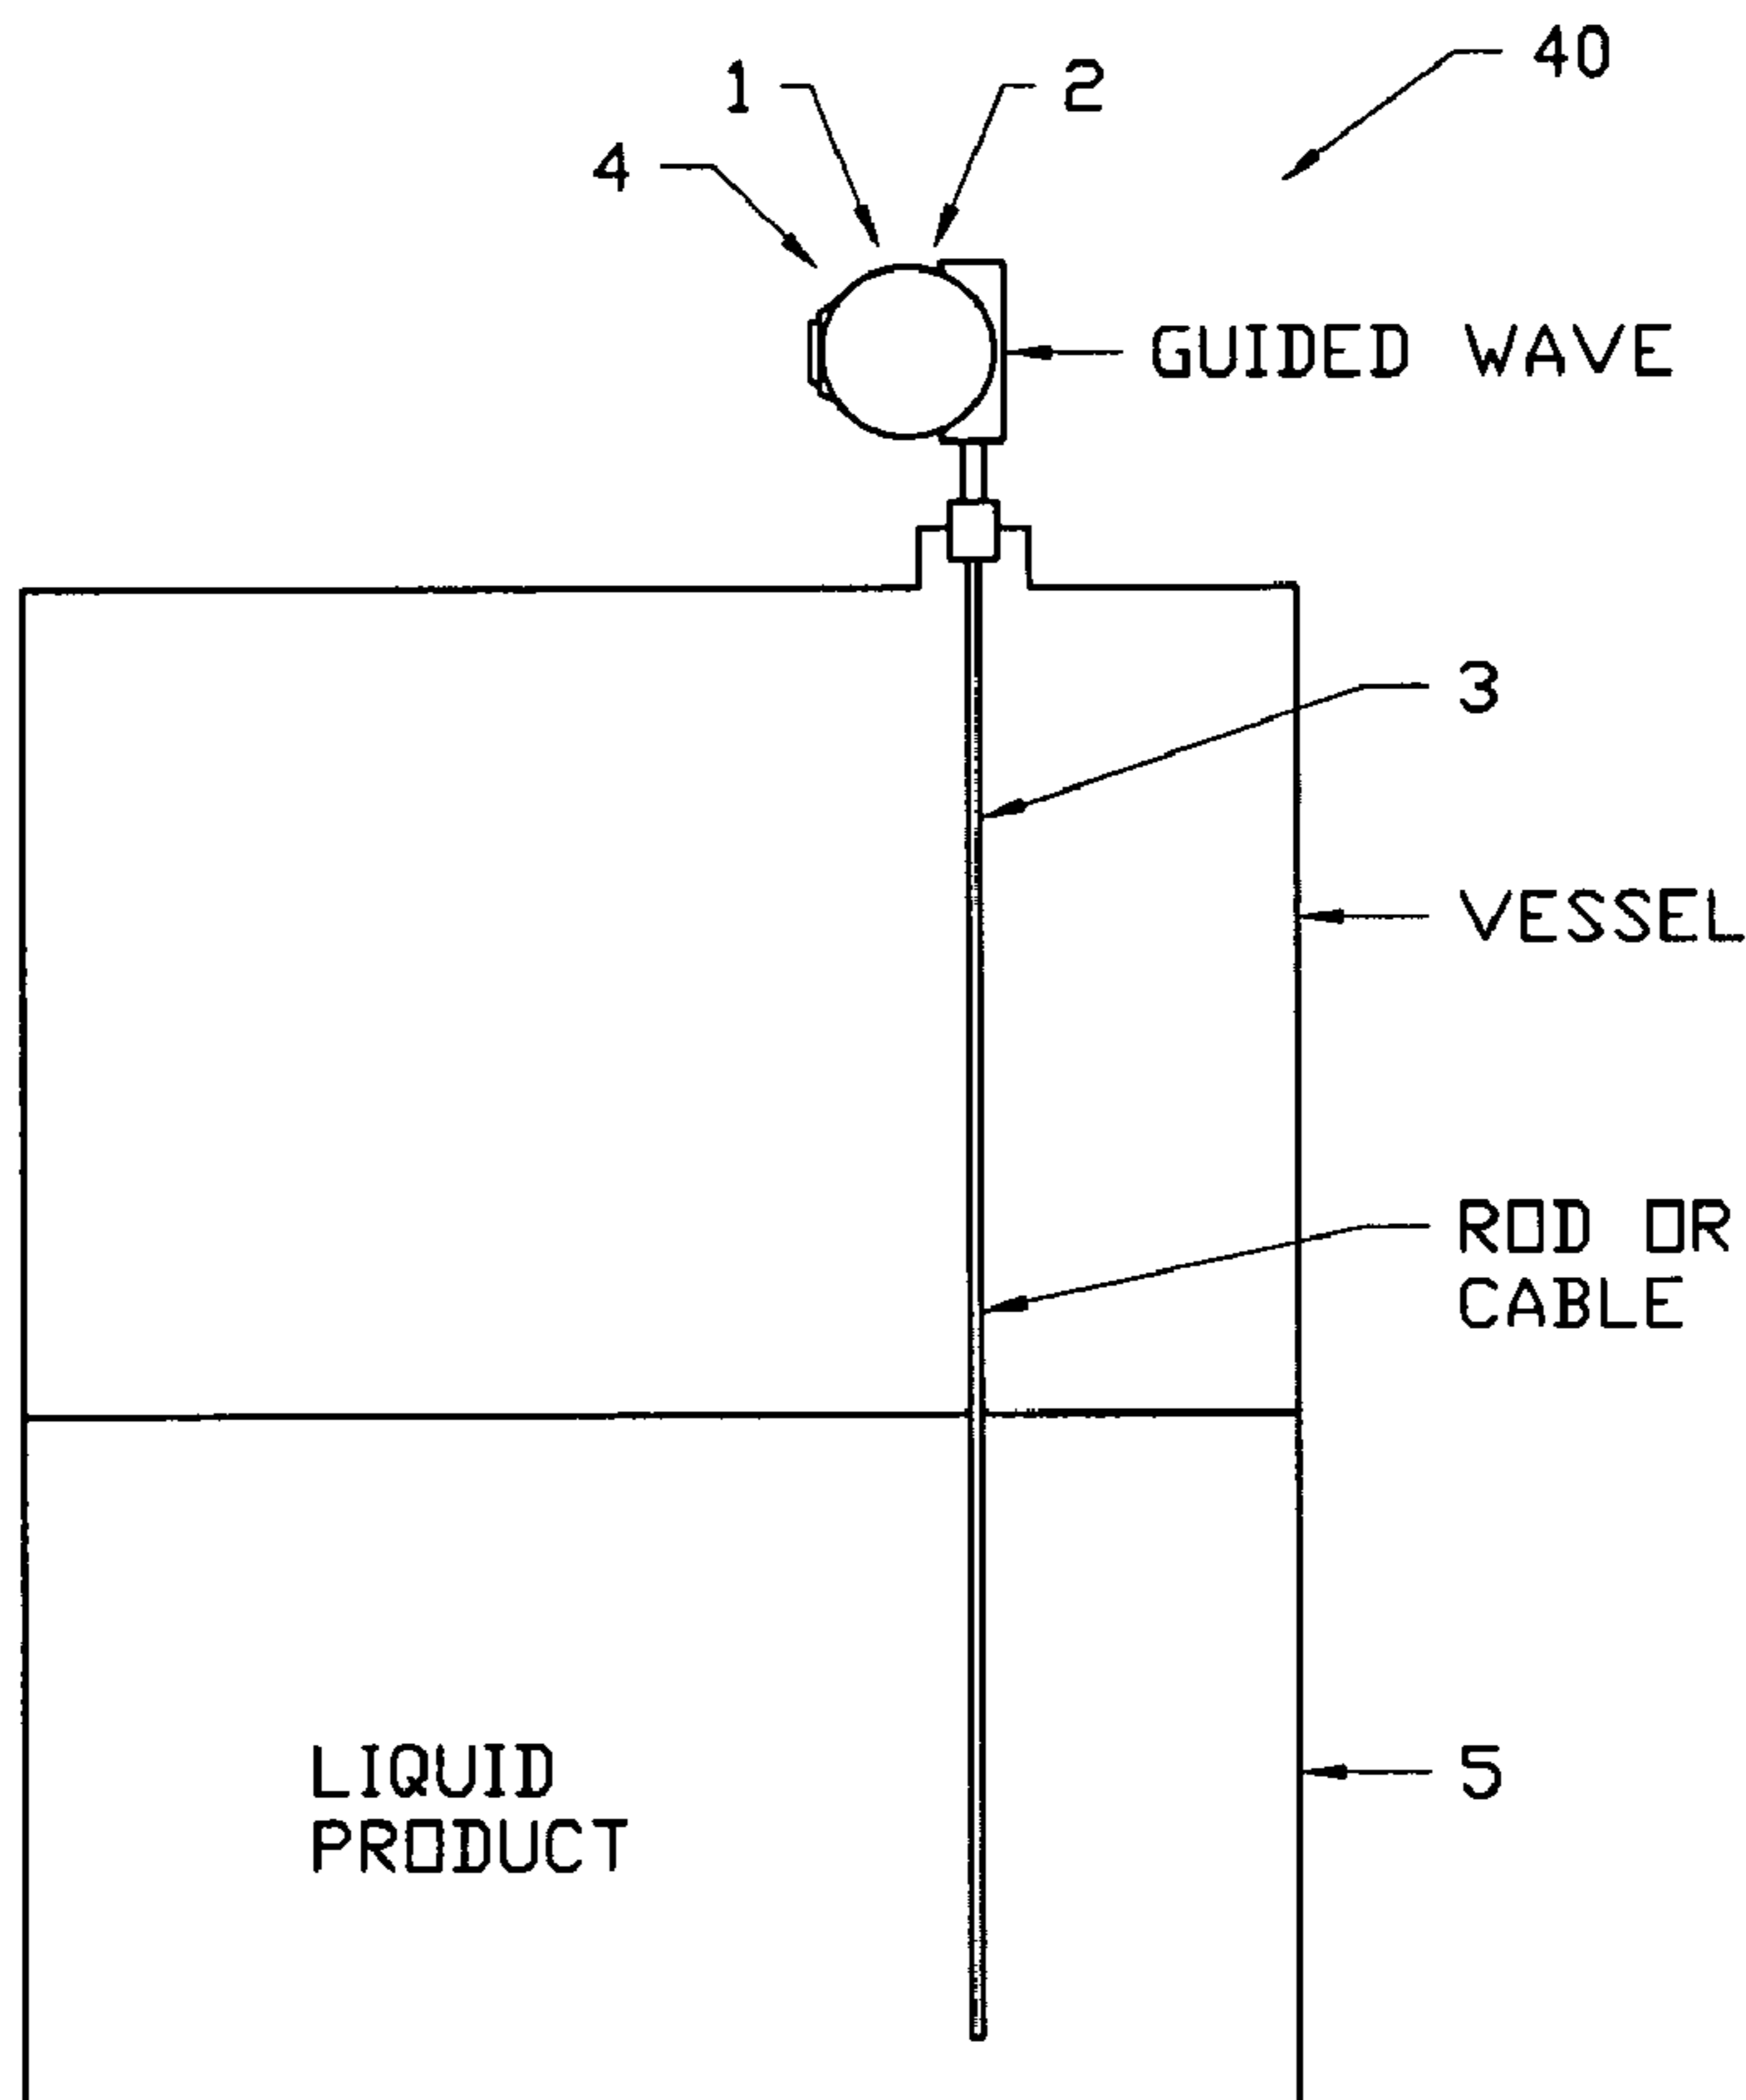 40
1
2
4
GUIDED WAVE
3
VESSEL
ROD OR
CABLE
LIQUID
PRODUCT
5